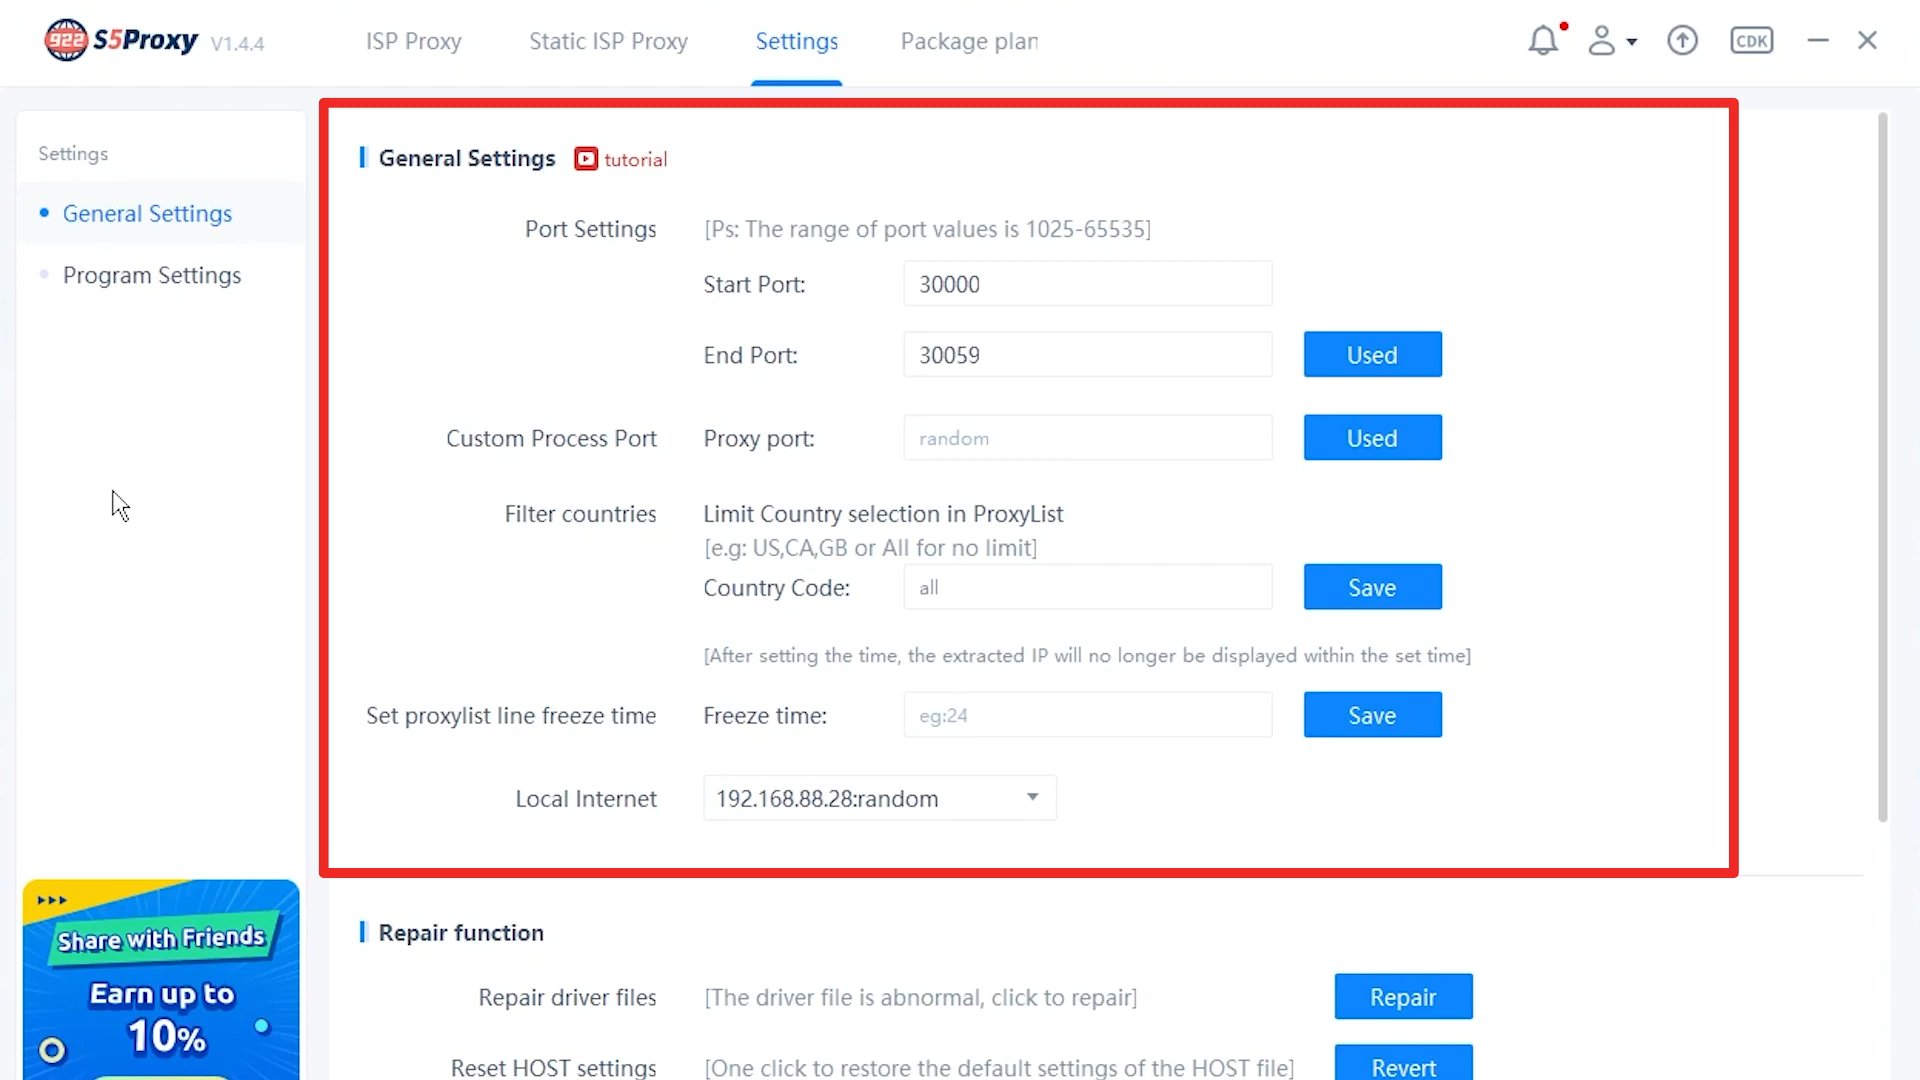 922 S5Proxy V1.4.4
ISP Proxy
Static ISP Proxy
Settings
Package plan
CDK
Settings
General Settings
Program Settings
General Settings
tutorial
Port Settings
[Ps: The range of port values is 1025-65535]
Start Port:
30000
End Port:
30059
Used
Custom Process Port
Proxy port:
random
Used
Filter countries
Limit Country selection in ProxyList
[e.g: US,CA,GB or All for no limit]
Country Code:
all
Save
[After setting the time, the extracted IP will no longer be displayed within the set time]
Set proxylist line freeze time
Freeze time:
eg:24
Save
Local Internet
192.168.88.28:random
Share with Friends
Earn up to
10%
Repair function
Repair driver files
[The driver file is abnormal, click to repair]
Repair
Reset HOST settings
[One click to restore the default settings of the HOST file]
Revert